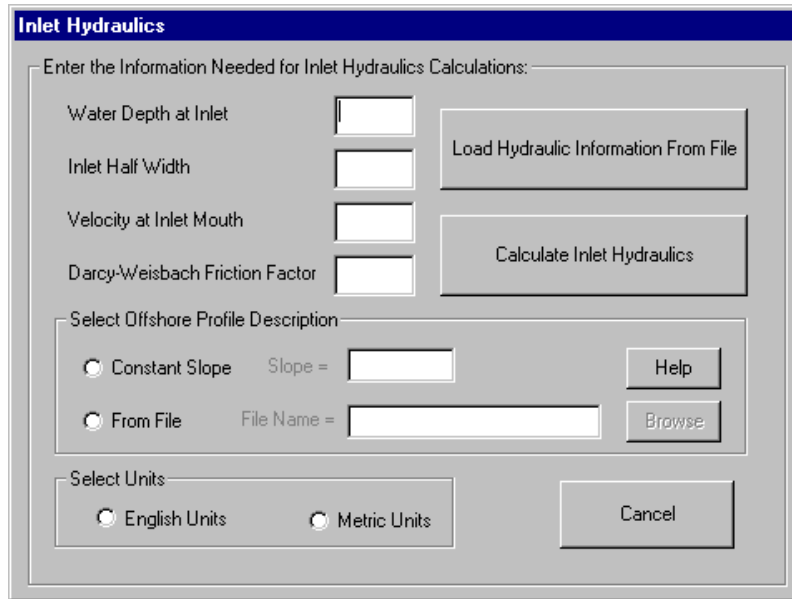 Inlet Hydraulics
Enter the Information Needed for Inlet Hydraulics Calculations:
Water Depth at Inlet
Inlet Half Width
Velocity at Inlet Mouth
Darcy-Weisbach Friction Factor
Load Hydraulic Information From File
Calculate Inlet Hydraulics
Select Offshore Profile Description
Constant Slope Slope = Help
From File File Name = Browse
Select Units
English Units Metric Units
Cancel